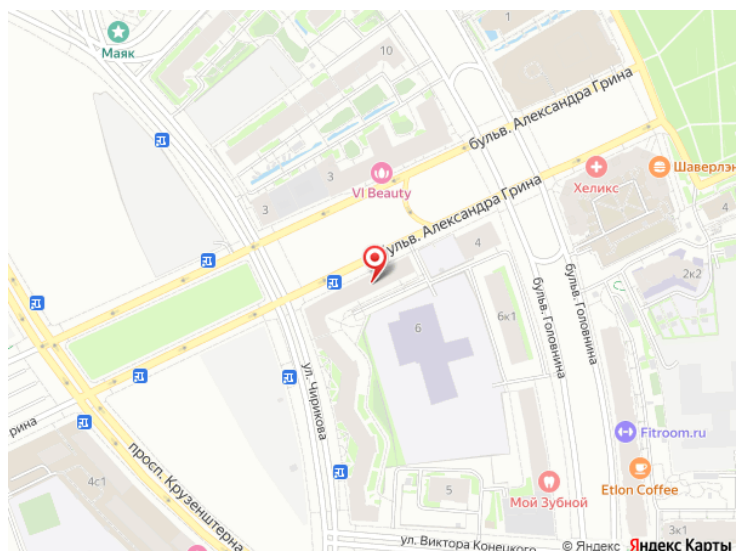 1
Маяк
10
бульв. Александра Грина
3
VI Beauty
Хеликс
Шаверлэн
3
бульв. Александра Грина
4
4
2к2
6к1
6
бульв. Головнина
бульв. Головнина
ул. Чирикова
рина
просп. Крузенштерна
Fitroom.ru
4с1
5
Мой Зубной
Etlon Coffee
3к1
ул. Виктора Конецкого
© Яндекс Яндекс Карты